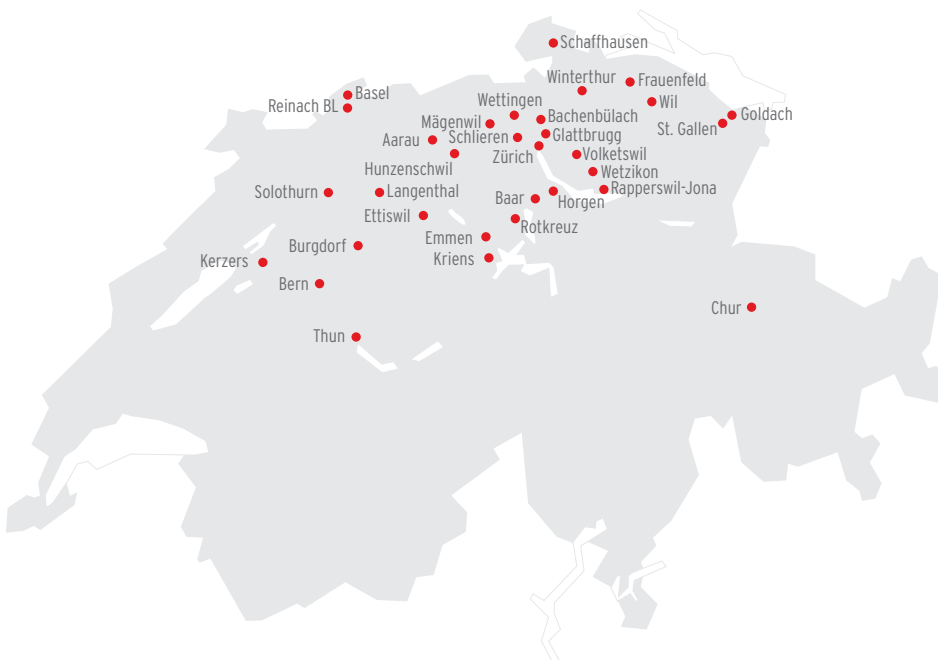 Schaffhausen
Winterthur
Frauenfeld
Basel
Reinach BL
Wettingen
Wil
Mägenwil
Bachenbülach
Goldach
St. Gallen
Aarau
Schlieren
Glattbrugg
Zürich
Volketswil
Hunzenschwil
Wetzikon
Solothurn
Langenthal
Rapperswil-Jona
Baar
Horgen
Ettiswil
Rotkreuz
Emmen
Burgdorf
Kriens
Kerzers
Bern
Chur
Thun